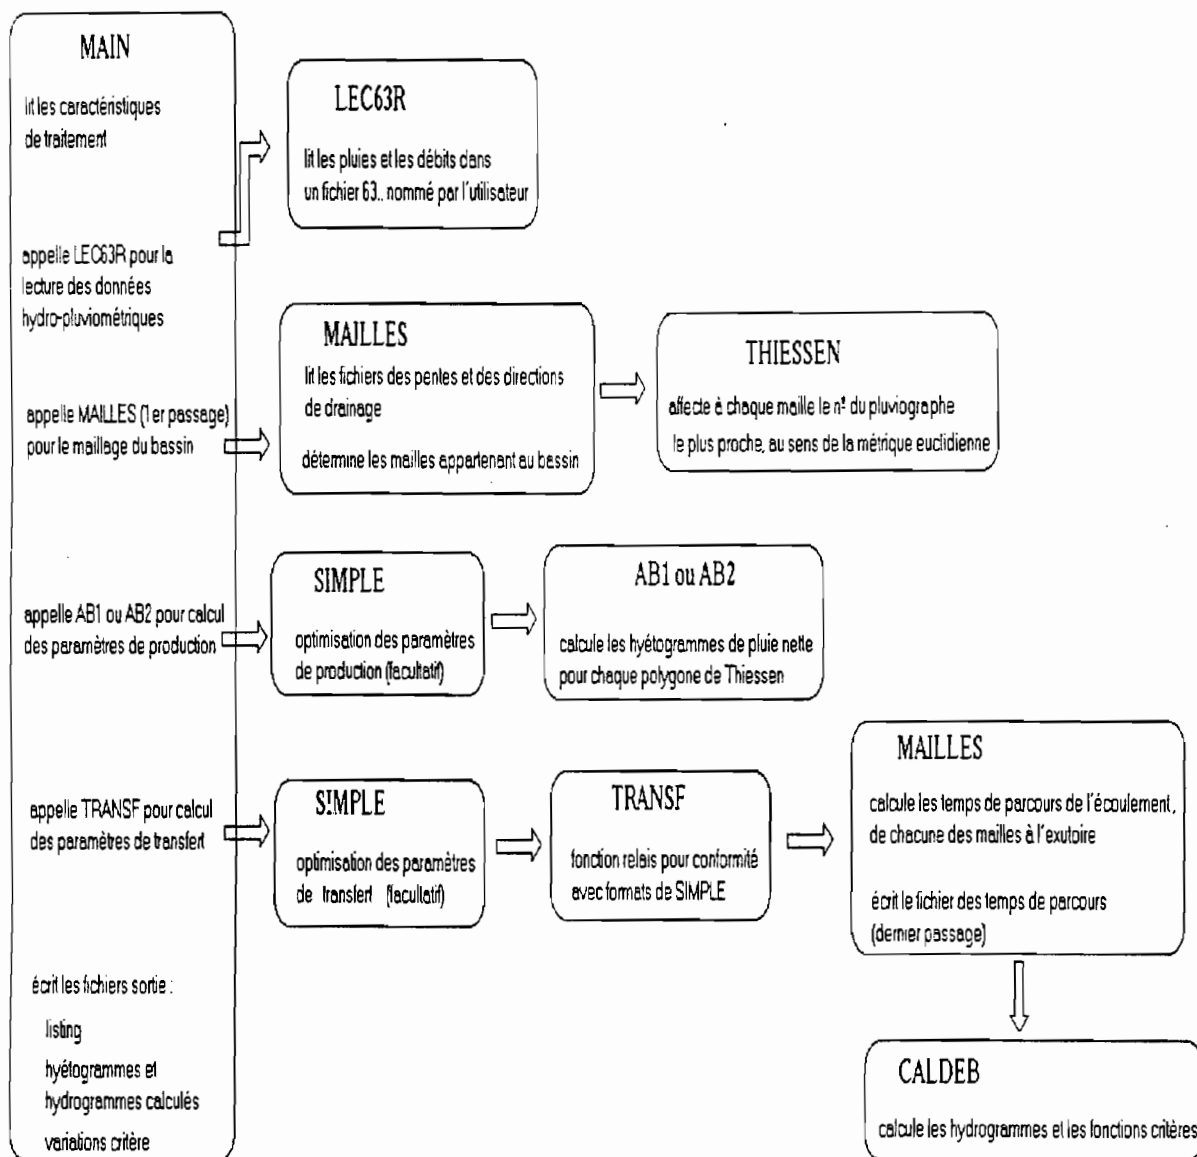 MAIN
lit les caractéristiques
de traitement
appelle LEC63R pour la
lecture des données
hydro-pluviométriques
appelle MAILLES (1er passage)
pour le maillage du bassin
appelle AB1 ou AB2 pour calcul
des paramètres de production
appelle TRANSF pour calcul
des paramètres de transfert
écrit les fichiers sortie :
listing
hyétogrammes et
hydrogrammes calculés
variations critère
LEC63R
lit les pluies et les débits dans
un fichier 63.. nommé par l'utilisateur
MAILLES
lit les fichiers des pentes et des directions
de drainage
détermine les mailles appartenant au bassin
THIESSEN
affecte à chaque maille le nº du pluviographe
le plus proche, au sens de la métrique euclidienne
SIMPLE
optimisation des paramètres
de production (facultatif)
AB1 ou AB2
calcule les hyétogrammes de pluie nette
pour chaque polygone de Thiessen
SIMPLE
optimisation des paramètres
de transfert (facultatif)
TRANSF
fonction relais pour conformité
avec formats de SIMPLE
MAILLES
calcule les temps de parcours de l'écoulement,
de chacune des mailles à l'exutoire
écrit le fichier des temps de parcours
(dernier passage)
CALDEB
calcule les hydrogrammes et les fonctions critères